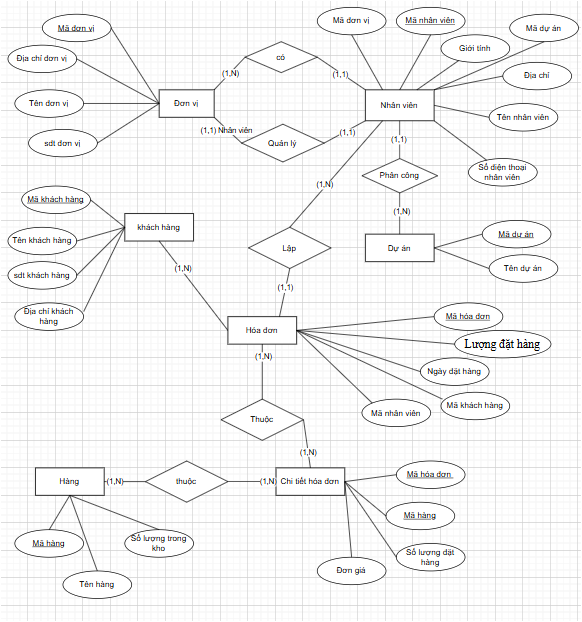 Mã đơn vị
Mã đơn vị
Mã nhân viên
Mã dự án
Giới tính
Địa chỉ đơn vị
có
(1,N)
(1,1)
Địa chỉ
Tên đơn vị
Đơn vị
Nhân viên
Tên nhân viên
(1,1)
Nhân viên
(1,1)
(1,1)
sdt đơn vị
Quản lý
Số điện thoại
nhân viên
Phân công
(1,N)
Mã khách hàng
(1,N)
khách hàng
Mã dự án
Tên khách hàng
Lập
Dự án
Tên dự án
sdt khách hàng
(1,N)
(1,1)
Địa chỉ khách
hàng
Mã hóa đơn
Hóa đơn
Lượng đặt hàng
(1,N)
Ngày dặt hàng
Mã khách hàng
Mã nhân viên
Thuộc
(1,N)
Hàng
(1,N)
thuộc
(1,N)
Chi tiết hóa đơn
Mã hóa đơn
Mã hàng
Mã hàng
Số lượng trong
kho
Số lượng dặt
hàng
Tên hàng
Đơn giá